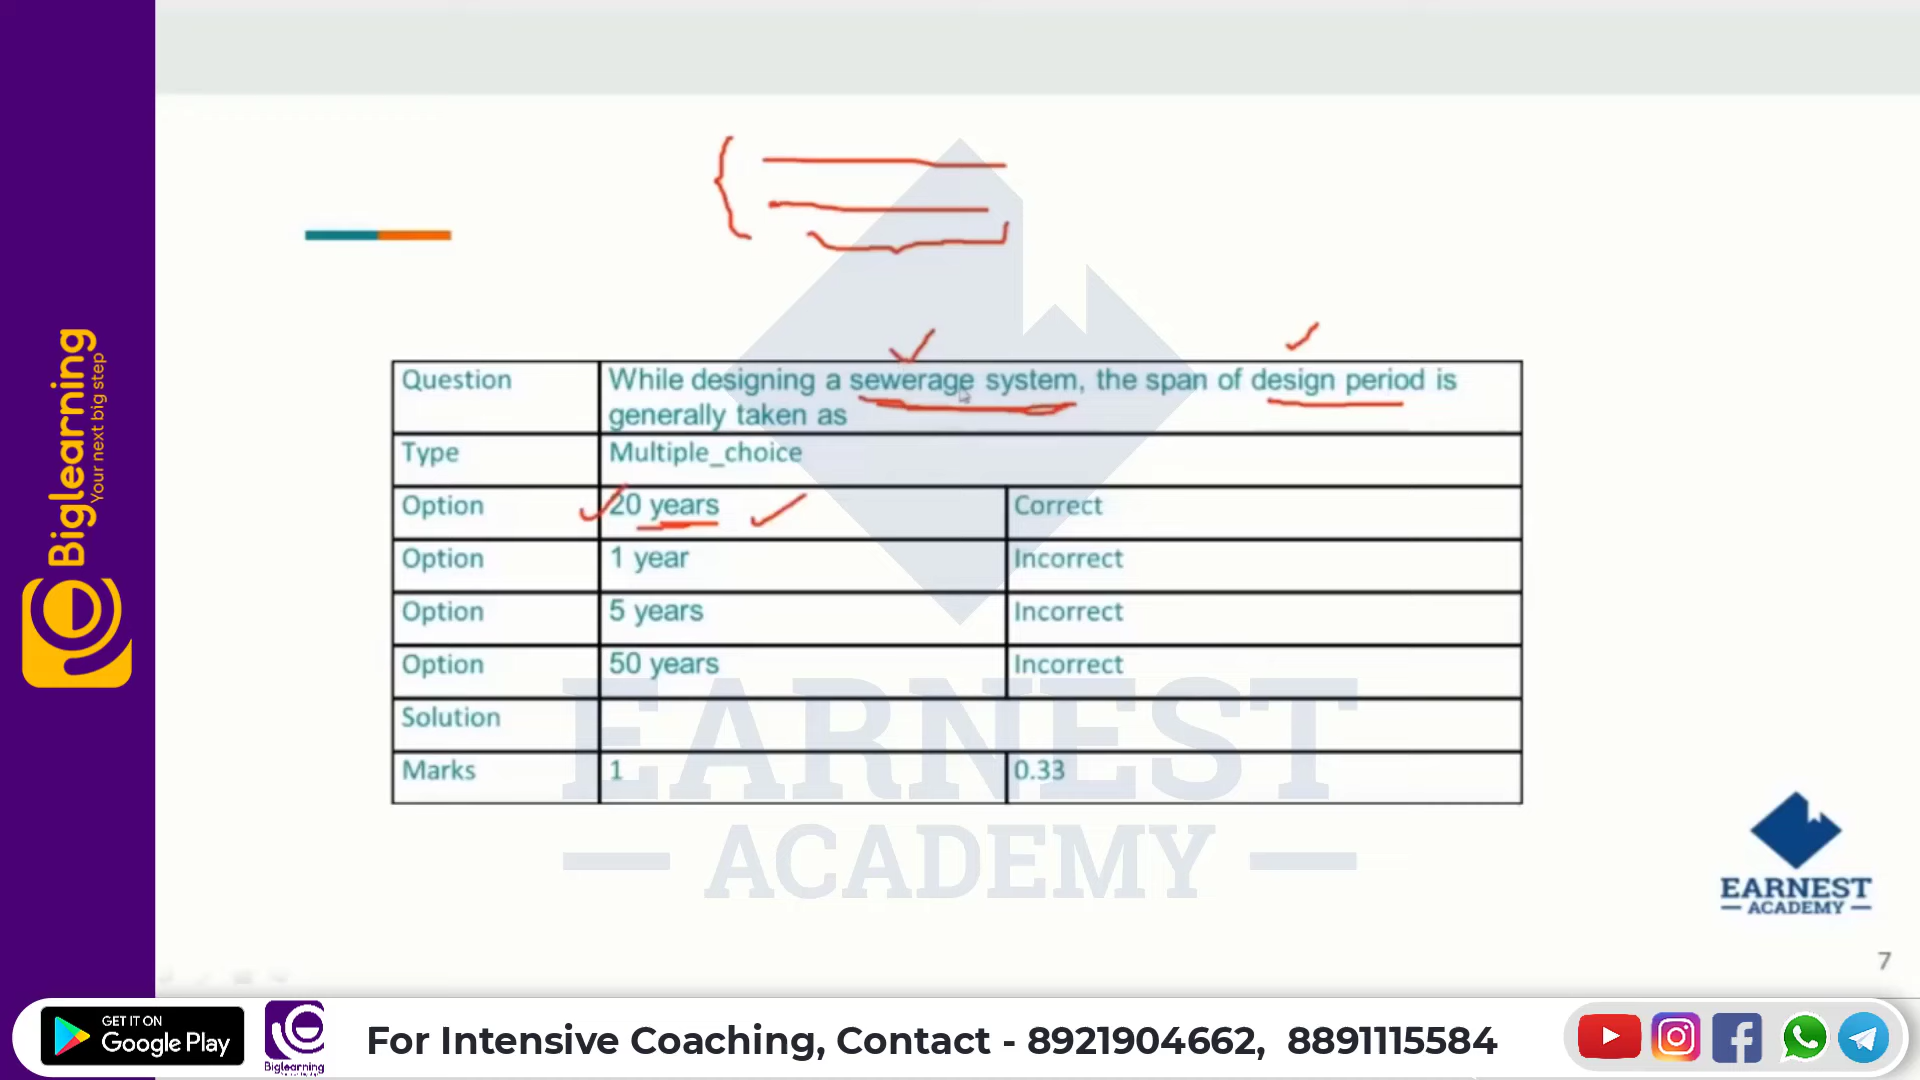 Biglearning
Your next big step
Question
While designing a sewerage system, the span of design period is
generally taken as
Type
Multiple_choice
Option
20 years
Correct
Option
1 year
Incorrect
Option
5 years
Incorrect
Option
50 years
Incorrect
Solution
Marks
1
0.33
EARNEST
ACADEMY
EARNEST
ACADEMY
7
GET IT ON
Google Play
Biglearning
For Intensive Coaching, Contact - 8921904662, 8891115584